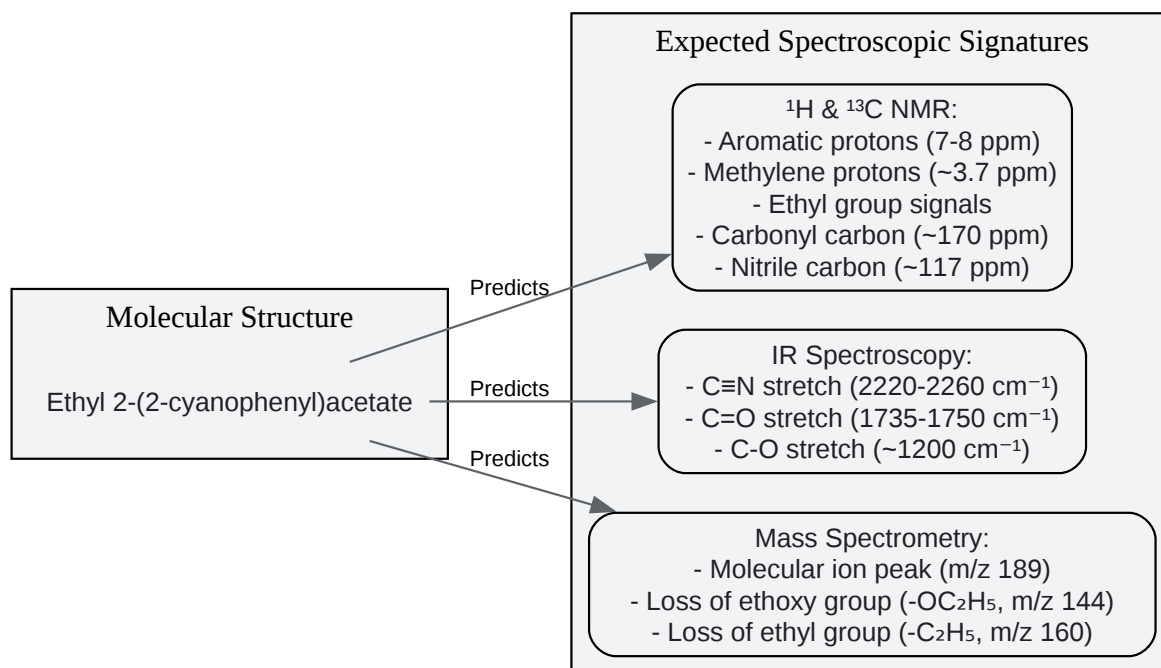 Molecular Structure
Ethyl 2-(2-cyanophenyl)acetate
Predicts
Predicts
Predicts
Expected Spectroscopic Signatures
¹H & ¹³C NMR:
- Aromatic protons (7-8 ppm)
- Methylene protons (~3.7 ppm)
- Ethyl group signals
- Carbonyl carbon (~170 ppm)
- Nitrile carbon (~117 ppm)
IR Spectroscopy:
- C≡N stretch (2220-2260 cm⁻¹)
- C=O stretch (1735-1750 cm⁻¹)
- C-O stretch (~1200 cm⁻¹)
Mass Spectrometry:
- Molecular ion peak (m/z 189)
- Loss of ethoxy group (-OC₂H₅, m/z 144)
- Loss of ethyl group (-C₂H₅, m/z 160)